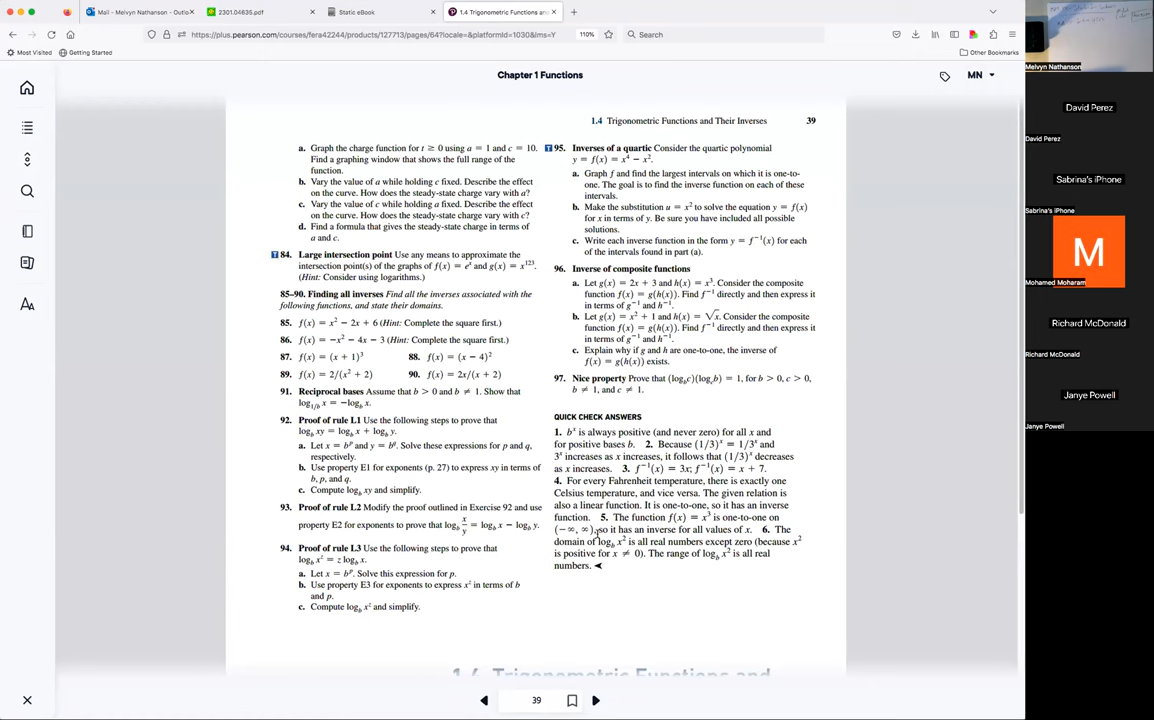 Mail - Melvyn Nathanson - Outlo
2301.04635.pdf
Static eBook
1.4 Trigonometric Functions anc
https://plus.pearson.com/courses/fera42244/products/127713/pages/64?locale=&platformId=1030&lms=Y
110%
Search
Most Visited
Getting Started
Other Bookmarks
Chapter 1 Functions
MN
1.4 Trigonometric Functions and Their Inverses 39
a. Graph the charge function for t ≥ 0 using a = 1 and c = 10.
Find a graphing window that shows the full range of the
function.
b. Vary the value of a while holding c fixed. Describe the effect
on the curve. How does the steady-state charge vary with a?
c. Vary the value of c while holding a fixed. Describe the effect
on the curve. How does the steady-state charge vary with c?
d. Find a formula that gives the steady-state charge in terms of
a and c.
T 84. Large intersection point Use any means to approximate the
intersection point(s) of the graphs of f(x) = eˣ and g(x) = x¹²³.
(Hint: Consider using logarithms.)
85–90. Finding all inverses Find all the inverses associated with the
following functions, and state their domains.
85. f(x) = x² − 2x + 6 (Hint: Complete the square first.)
86. f(x) = −x² − 4x − 3 (Hint: Complete the square first.)
87. f(x) = (x + 1)³ 88. f(x) = (x − 4)²
89. f(x) = 2/(x² + 2) 90. f(x) = 2x/(x + 2)
91. Reciprocal bases Assume that b > 0 and b ≠ 1. Show that
log₁/b x = −log_b x.
92. Proof of rule L1 Use the following steps to prove that
log_b xy = log_b x + log_b y.
a. Let x = bᵖ and y = b^q. Solve these expressions for p and q,
respectively.
b. Use property E1 for exponents (p. 27) to express xy in terms of
b, p, and q.
c. Compute log_b xy and simplify.
93. Proof of rule L2 Modify the proof outlined in Exercise 92 and use
property E2 for exponents to prove that log_b x/y = log_b x − log_b y.
94. Proof of rule L3 Use the following steps to prove that
log_b xᶻ = z log_b x.
a. Let x = bᵖ. Solve this expression for p.
b. Use property E3 for exponents to express xᶻ in terms of b
and p.
c. Compute log_b xᶻ and simplify.
T 95. Inverses of a quartic Consider the quartic polynomial
y = f(x) = x⁴ − x².
a. Graph f and find the largest intervals on which it is one-to-
one. The goal is to find the inverse function on each of these
intervals.
b. Make the substitution u = x² to solve the equation y = f(x)
for x in terms of y. Be sure you have included all possible
solutions.
c. Write each inverse function in the form y = f⁻¹(x) for each
of the intervals found in part (a).
96. Inverse of composite functions
a. Let g(x) = 2x + 3 and h(x) = x³. Consider the composite
function f(x) = g(h(x)). Find f⁻¹ directly and then express it
in terms of g⁻¹ and h⁻¹.
b. Let g(x) = x² + 1 and h(x) = √x. Consider the composite
function f(x) = g(h(x)). Find f⁻¹ directly and then express it
in terms of g⁻¹ and h⁻¹.
c. Explain why if g and h are one-to-one, the inverse of
f(x) = g(h(x)) exists.
97. Nice property Prove that (log_b c)(log_c b) = 1, for b > 0, c > 0,
b ≠ 1, and c ≠ 1.
QUICK CHECK ANSWERS
1. bˣ is always positive (and never zero) for all x and
for positive bases b. 2. Because (1/3)ˣ = 1/3ˣ and
3ˣ increases as x increases, it follows that (1/3)ˣ decreases
as x increases. 3. f⁻¹(x) = 3x; f⁻¹(x) = x + 7.
4. For every Fahrenheit temperature, there is exactly one
Celsius temperature, and vice versa. The given relation is
also a linear function. It is one-to-one, so it has an inverse
function. 5. The function f(x) = x³ is one-to-one on
(−∞, ∞), so it has an inverse for all values of x. 6. The
domain of log_b x² is all real numbers except zero (because x²
is positive for x ≠ 0). The range of log_b x² is all real
numbers.
39
Melvyn Nathanson
David Perez
David Perez
Sabrina's iPhone
Sabrina's iPhone
M
Mohamed Moharam
Richard McDonald
Richard McDonald
Janye Powell
Janye Powell